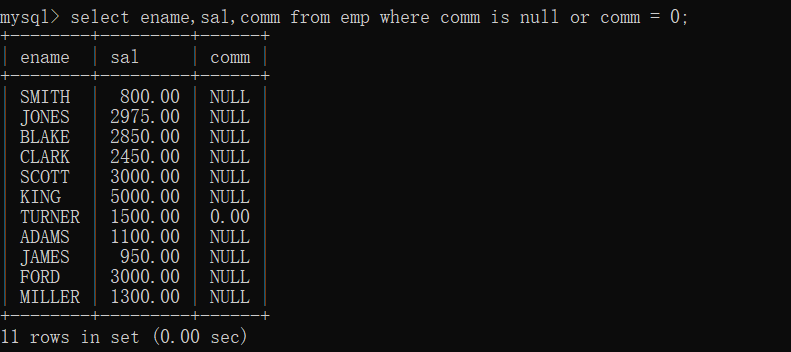 mysql> select ename,sal,comm from emp where comm is null or comm = 0;
+--------+---------+------+
| ename  | sal     | comm |
+--------+---------+------+
| SMITH  |  800.00 | NULL |
| JONES  | 2975.00 | NULL |
| BLAKE  | 2850.00 | NULL |
| CLARK  | 2450.00 | NULL |
| SCOTT  | 3000.00 | NULL |
| KING   | 5000.00 | NULL |
| TURNER | 1500.00 | 0.00 |
| ADAMS  | 1100.00 | NULL |
| JAMES  |  950.00 | NULL |
| FORD   | 3000.00 | NULL |
| MILLER | 1300.00 | NULL |
+--------+---------+------+
11 rows in set (0.00 sec)